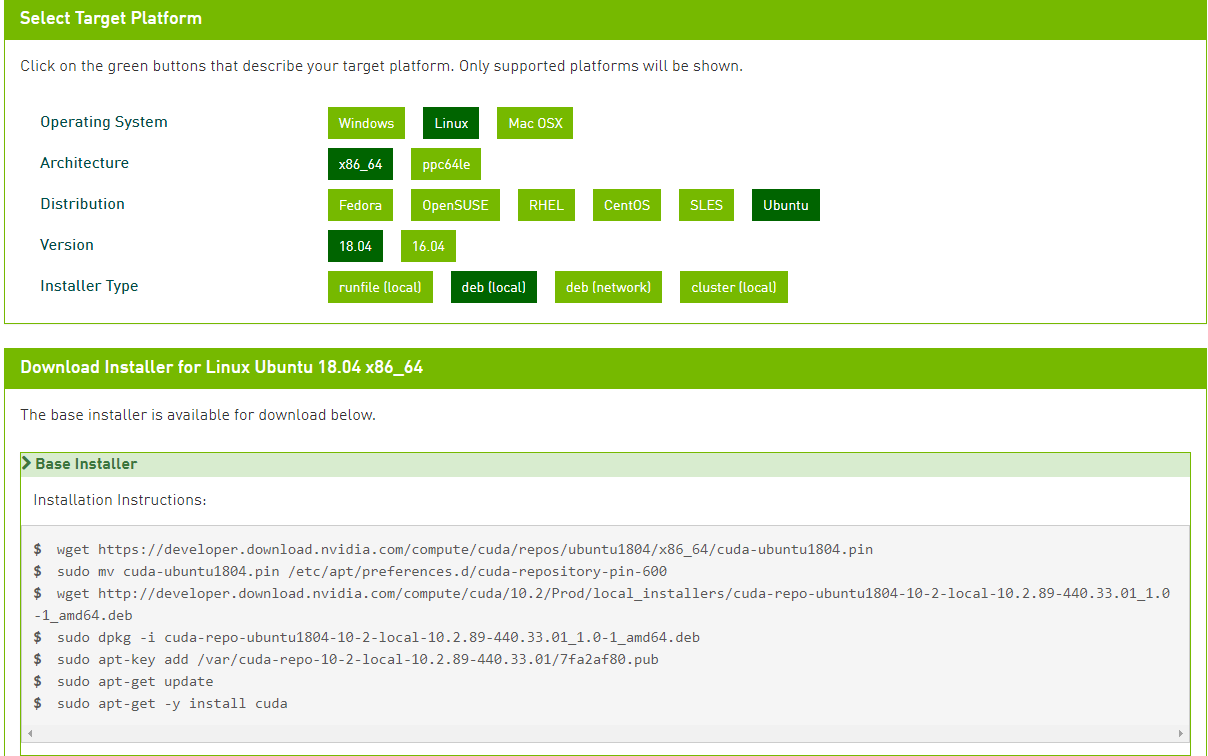 Select Target Platform
Click on the green buttons that describe your target platform. Only supported platforms will be shown.
Operating System Windows Linux Mac OSX
Architecture x86_64 ppc64le
Distribution Fedora OpenSUSE RHEL CentOS SLES Ubuntu
Version 18.04 16.04
Installer Type runfile (local) deb (local) deb (network) cluster (local)
Download Installer for Linux Ubuntu 18.04 x86_64
The base installer is available for download below.
Base Installer
Installation Instructions:
$ wget https://developer.download.nvidia.com/compute/cuda/repos/ubuntu1804/x86_64/cuda-ubuntu1804.pin
$ sudo mv cuda-ubuntu1804.pin /etc/apt/preferences.d/cuda-repository-pin-600
$ wget http://developer.download.nvidia.com/compute/cuda/10.2/Prod/local_installers/cuda-repo-ubuntu1804-10-2-local-10.2.89-440.33.01_1.0
-1_amd64.deb
$ sudo dpkg -i cuda-repo-ubuntu1804-10-2-local-10.2.89-440.33.01_1.0-1_amd64.deb
$ sudo apt-key add /var/cuda-repo-10-2-local-10.2.89-440.33.01/7fa2af80.pub
$ sudo apt-get update
$ sudo apt-get -y install cuda